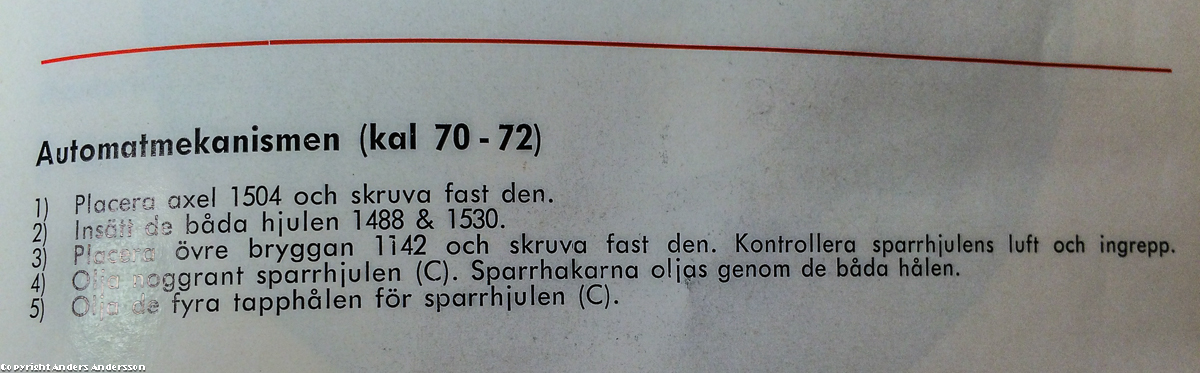 Automatmekanismen (kal 70-72)
1) Placera axel 1504 och skruva fast den.
2) Insätt de båda hjulen 1488 & 1530.
3) Placera övre bryggan 1142 och skruva fast den. Kontrollera sparrhjulens luft och ingrepp.
4) Olja noggrant sparrhjulen (C). Sparrhakarna oljas genom de båda hålen.
5) Olja de fyra tapphålen för sparrhjulen (C).
Copyright Anders Andersson